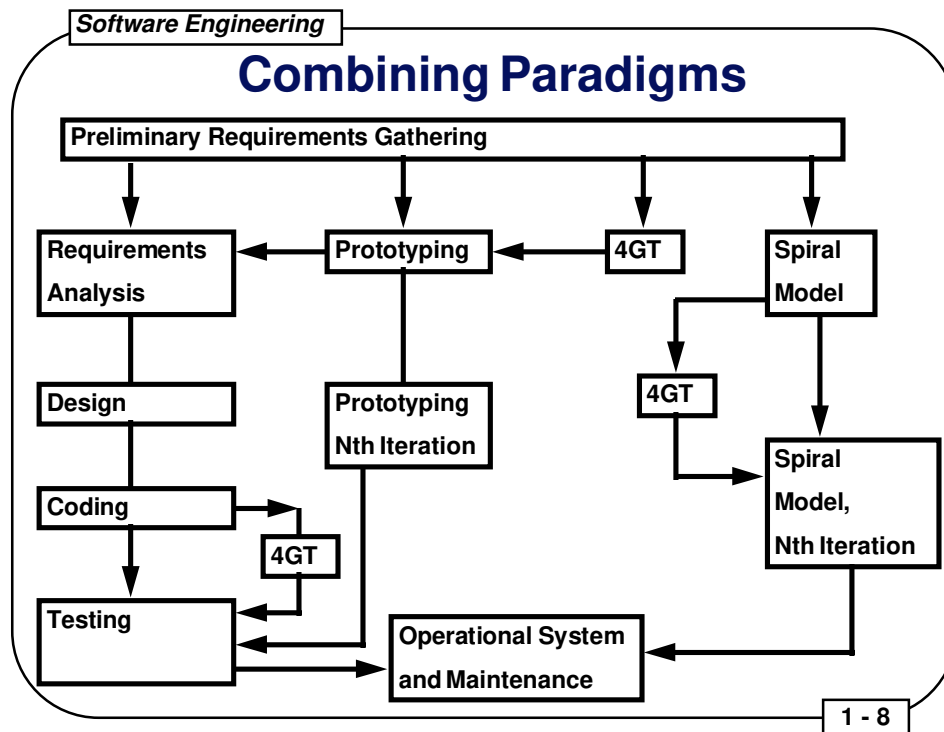 Software Engineering
Combining Paradigms
Preliminary Requirements Gathering
Requirements
Analysis
Prototyping
4GT
Spiral
Model
Design
Prototyping
Nth Iteration
4GT
Spiral
Model,
Nth Iteration
Coding
4GT
Testing
Operational System
and Maintenance
1 - 8